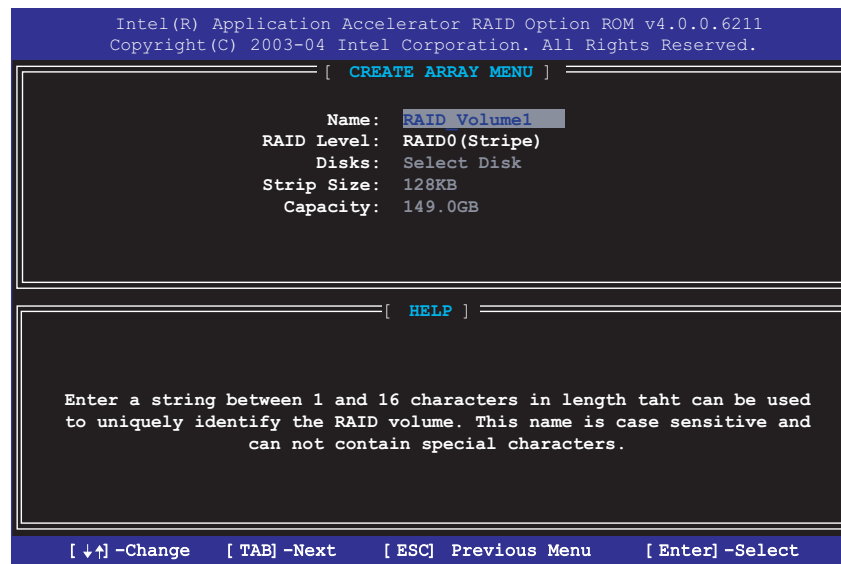 Intel(R) Application Accelerator RAID Option ROM v4.0.0.6211
Copyright(C) 2003-04 Intel Corporation. All Rights Reserved.
[ CREATE ARRAY MENU ]
Name: RAID_Volume1
RAID Level: RAID0(Stripe)
Disks: Select Disk
Strip Size: 128KB
Capacity: 149.0GB
[ HELP ]
Enter a string between 1 and 16 characters in length taht can be used
to uniquely identify the RAID volume. This name is case sensitive and
can not contain special characters.
[↓↑]-Change [TAB]-Next [ESC] Previous Menu [Enter]-Select